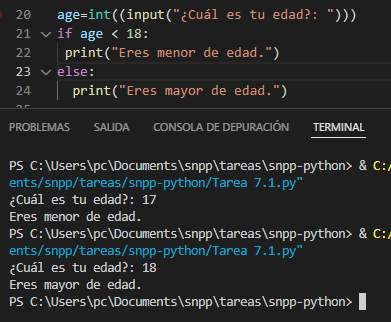 20 age=int((input("¿Cuál es tu edad?: ")))
21 if age < 18:
22 print("Eres menor de edad.")
23 else:
24 print("Eres mayor de edad.")
PROBLEMAS SALIDA CONSOLA DE DEPURACIÓN TERMINAL
PS C:\Users\pc\Documents\snpp\tareas\snpp-python> & C:/
ents/snpp/tareas/snpp-python/Tarea 7.1.py"
¿Cuál es tu edad?: 17
Eres menor de edad.
PS C:\Users\pc\Documents\snpp\tareas\snpp-python> & C:/
ents/snpp/tareas/snpp-python/Tarea 7.1.py"
¿Cuál es tu edad?: 18
Eres mayor de edad.
PS C:\Users\pc\Documents\snpp\tareas\snpp-python>